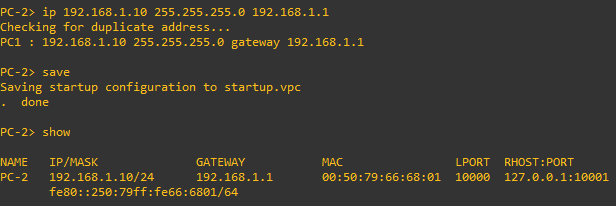 PC-2> ip 192.168.1.10 255.255.255.0 192.168.1.1
Checking for duplicate address...
PC1 : 192.168.1.10 255.255.255.0 gateway 192.168.1.1
PC-2> save
Saving startup configuration to startup.vpc
.  done
PC-2> show
NAME   IP/MASK              GATEWAY           MAC                LPORT  RHOST:PORT
PC-2   192.168.1.10/24      192.168.1.1       00:50:79:66:68:01  10000  127.0.0.1:10001
       fe80::250:79ff:fe66:6801/64